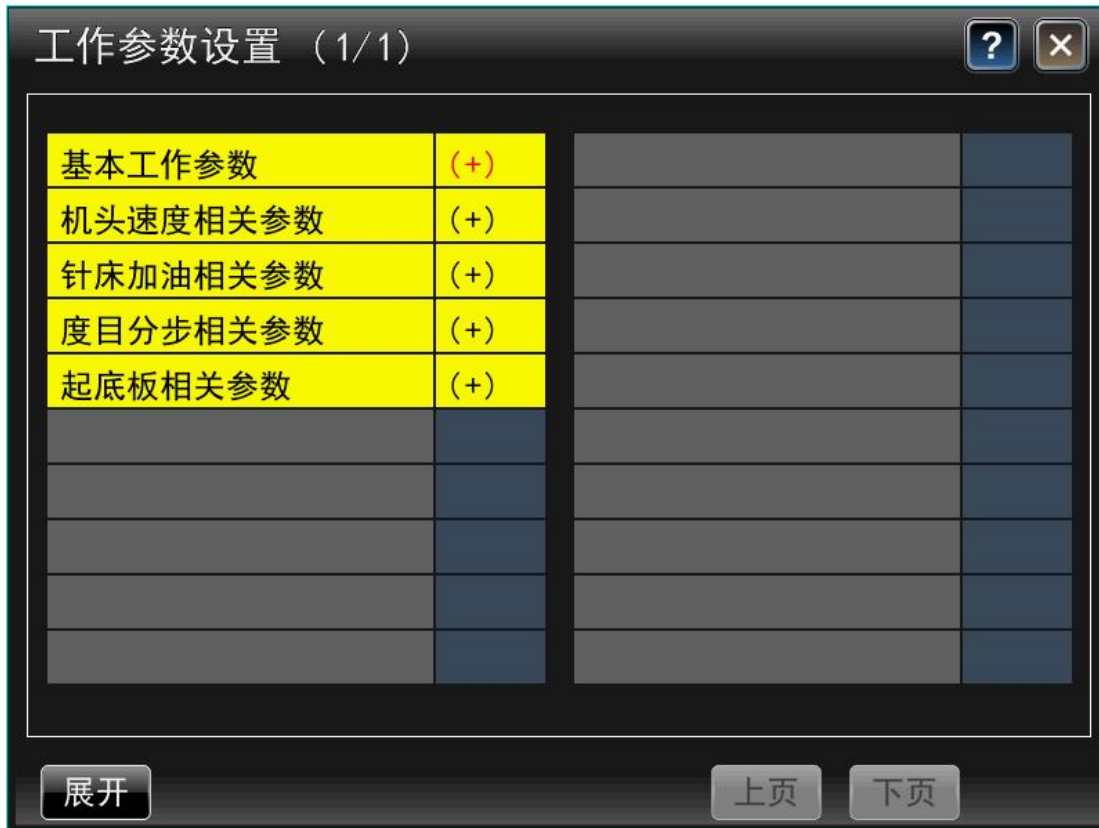 工作参数设置 (1/1)
?
×
基本工作参数 (+)
机头速度相关参数 (+)
针床加油相关参数 (+)
度目分步相关参数 (+)
起底板相关参数 (+)
展开
上页
下页